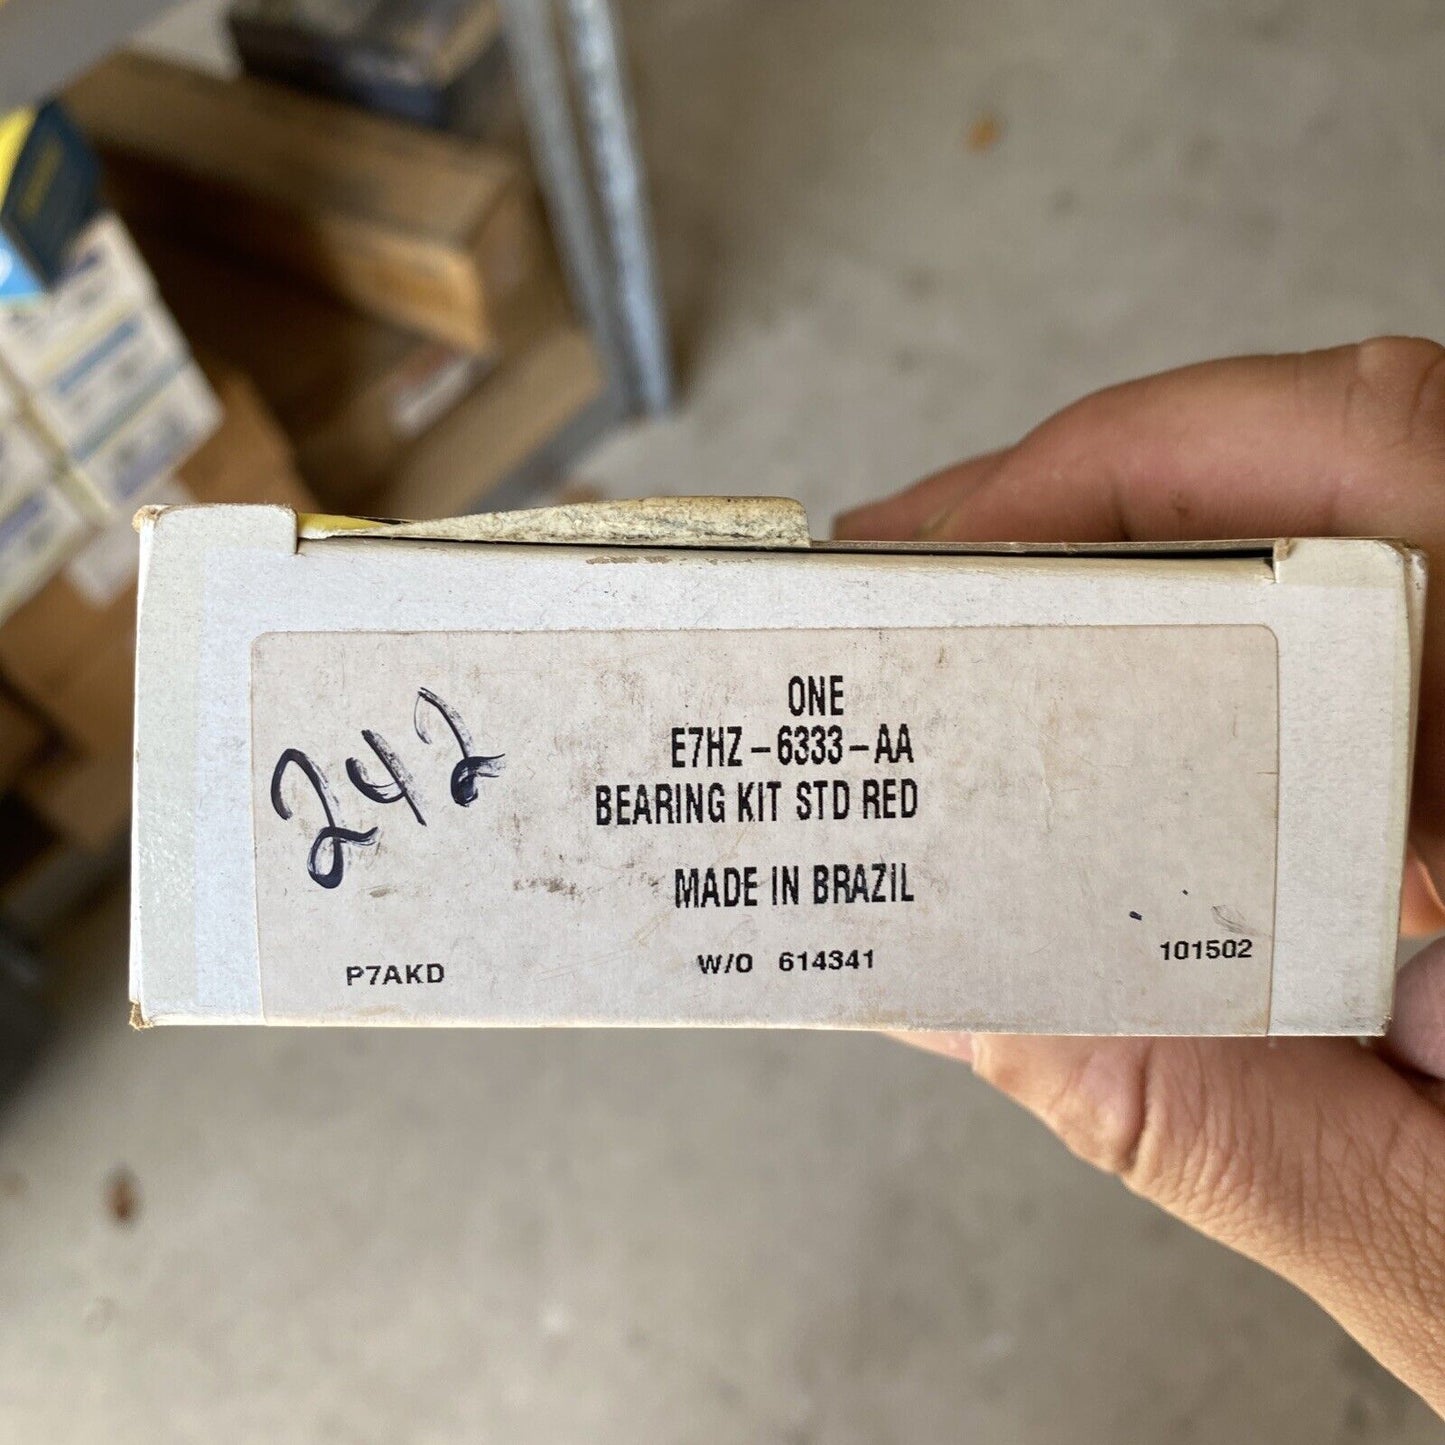 242
ONE
E7HZ-6333-AA
BEARING KIT STD RED
MADE IN BRAZIL
P7AKD W/O 614341 101502